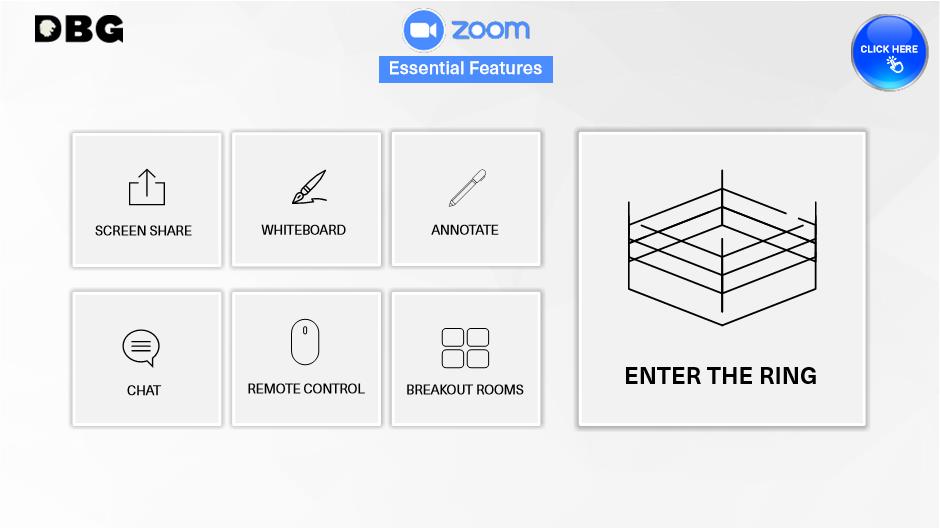 DBG
zoom
Essential Features
CLICK HERE
SCREEN SHARE
WHITEBOARD
ANNOTATE
CHAT
REMOTE CONTROL
BREAKOUT ROOMS
ENTER THE RING